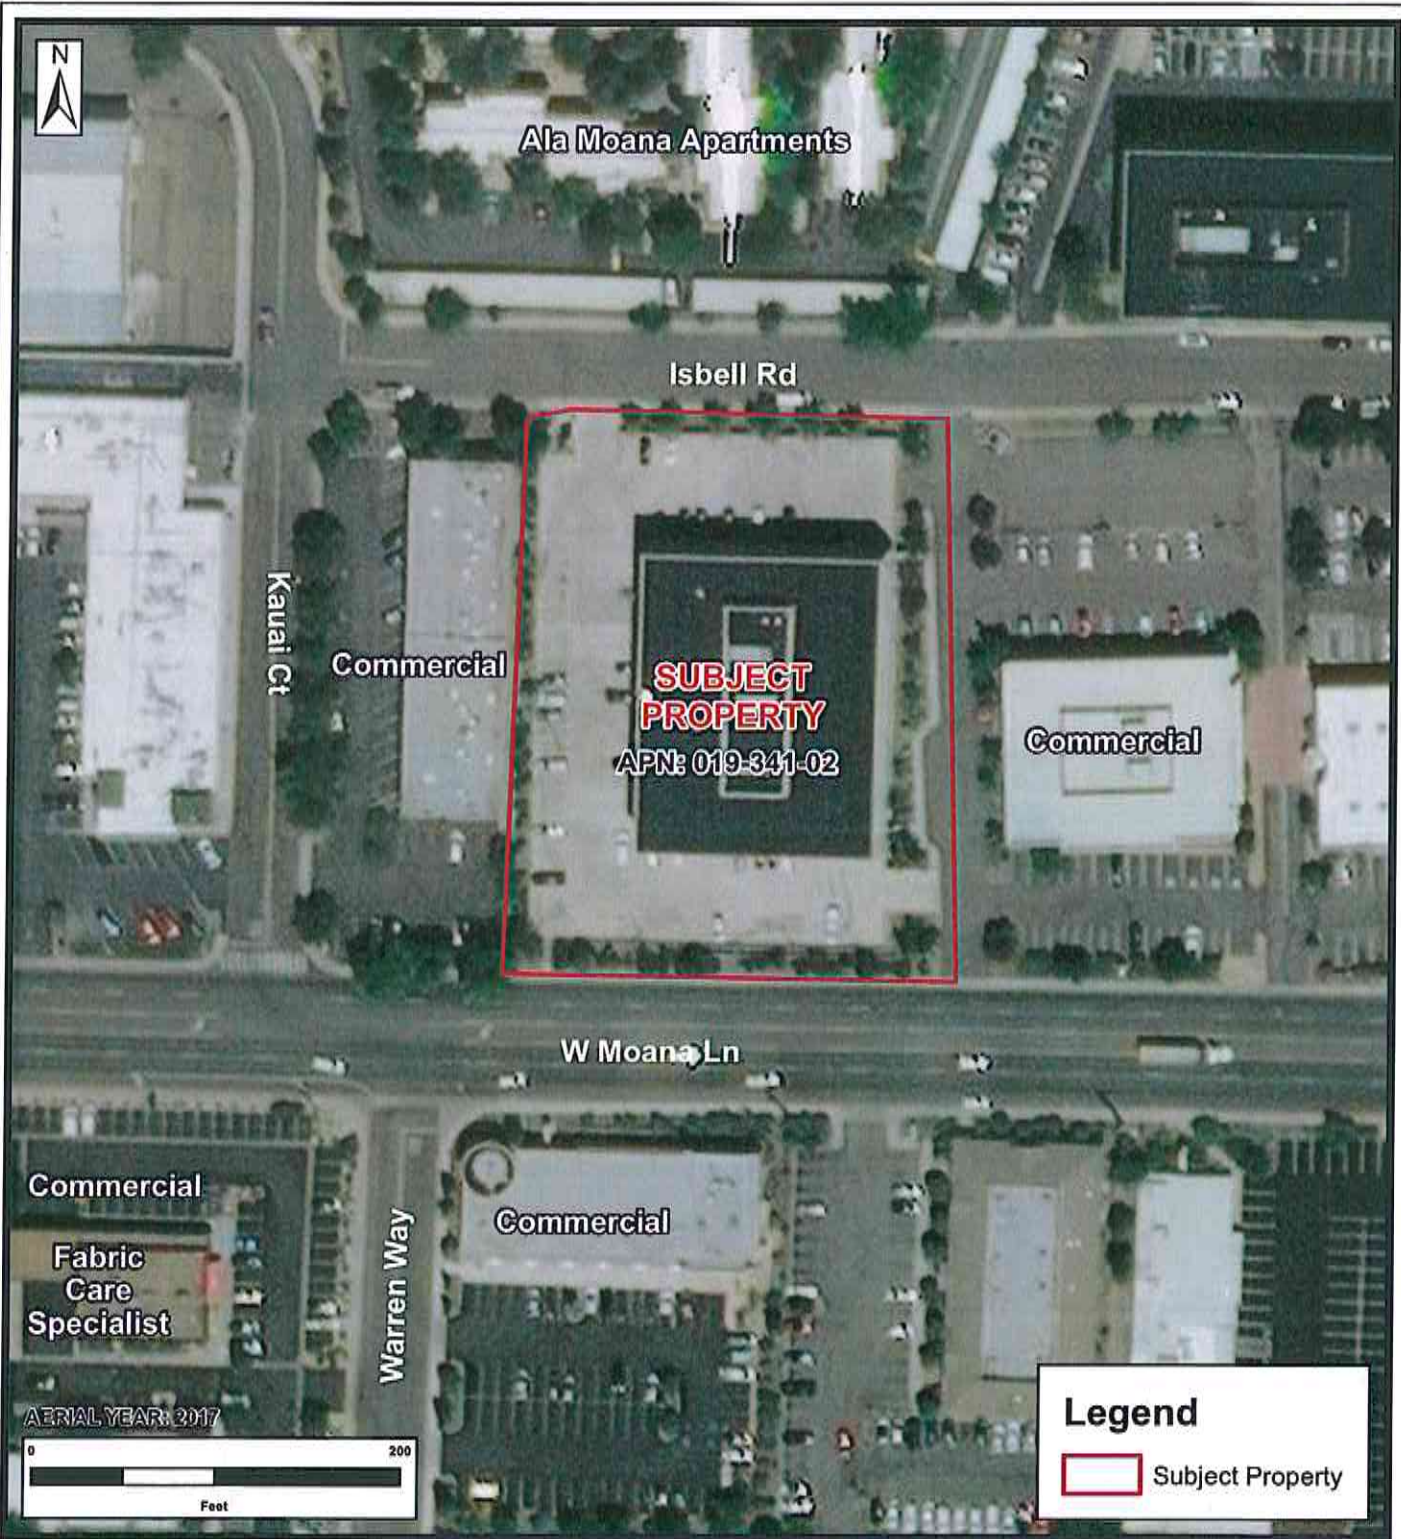 N
Ala Moana Apartments
Isbell Rd
Kauai Ct
Commercial
SUBJECT
PROPERTY
APN: 019-341-02
Commercial
W Moana Ln
Commercial
Fabric
Care
Specialist
Warren Way
Commercial
AERIAL YEAR: 2017
0 200
Feet
Legend
Subject Property